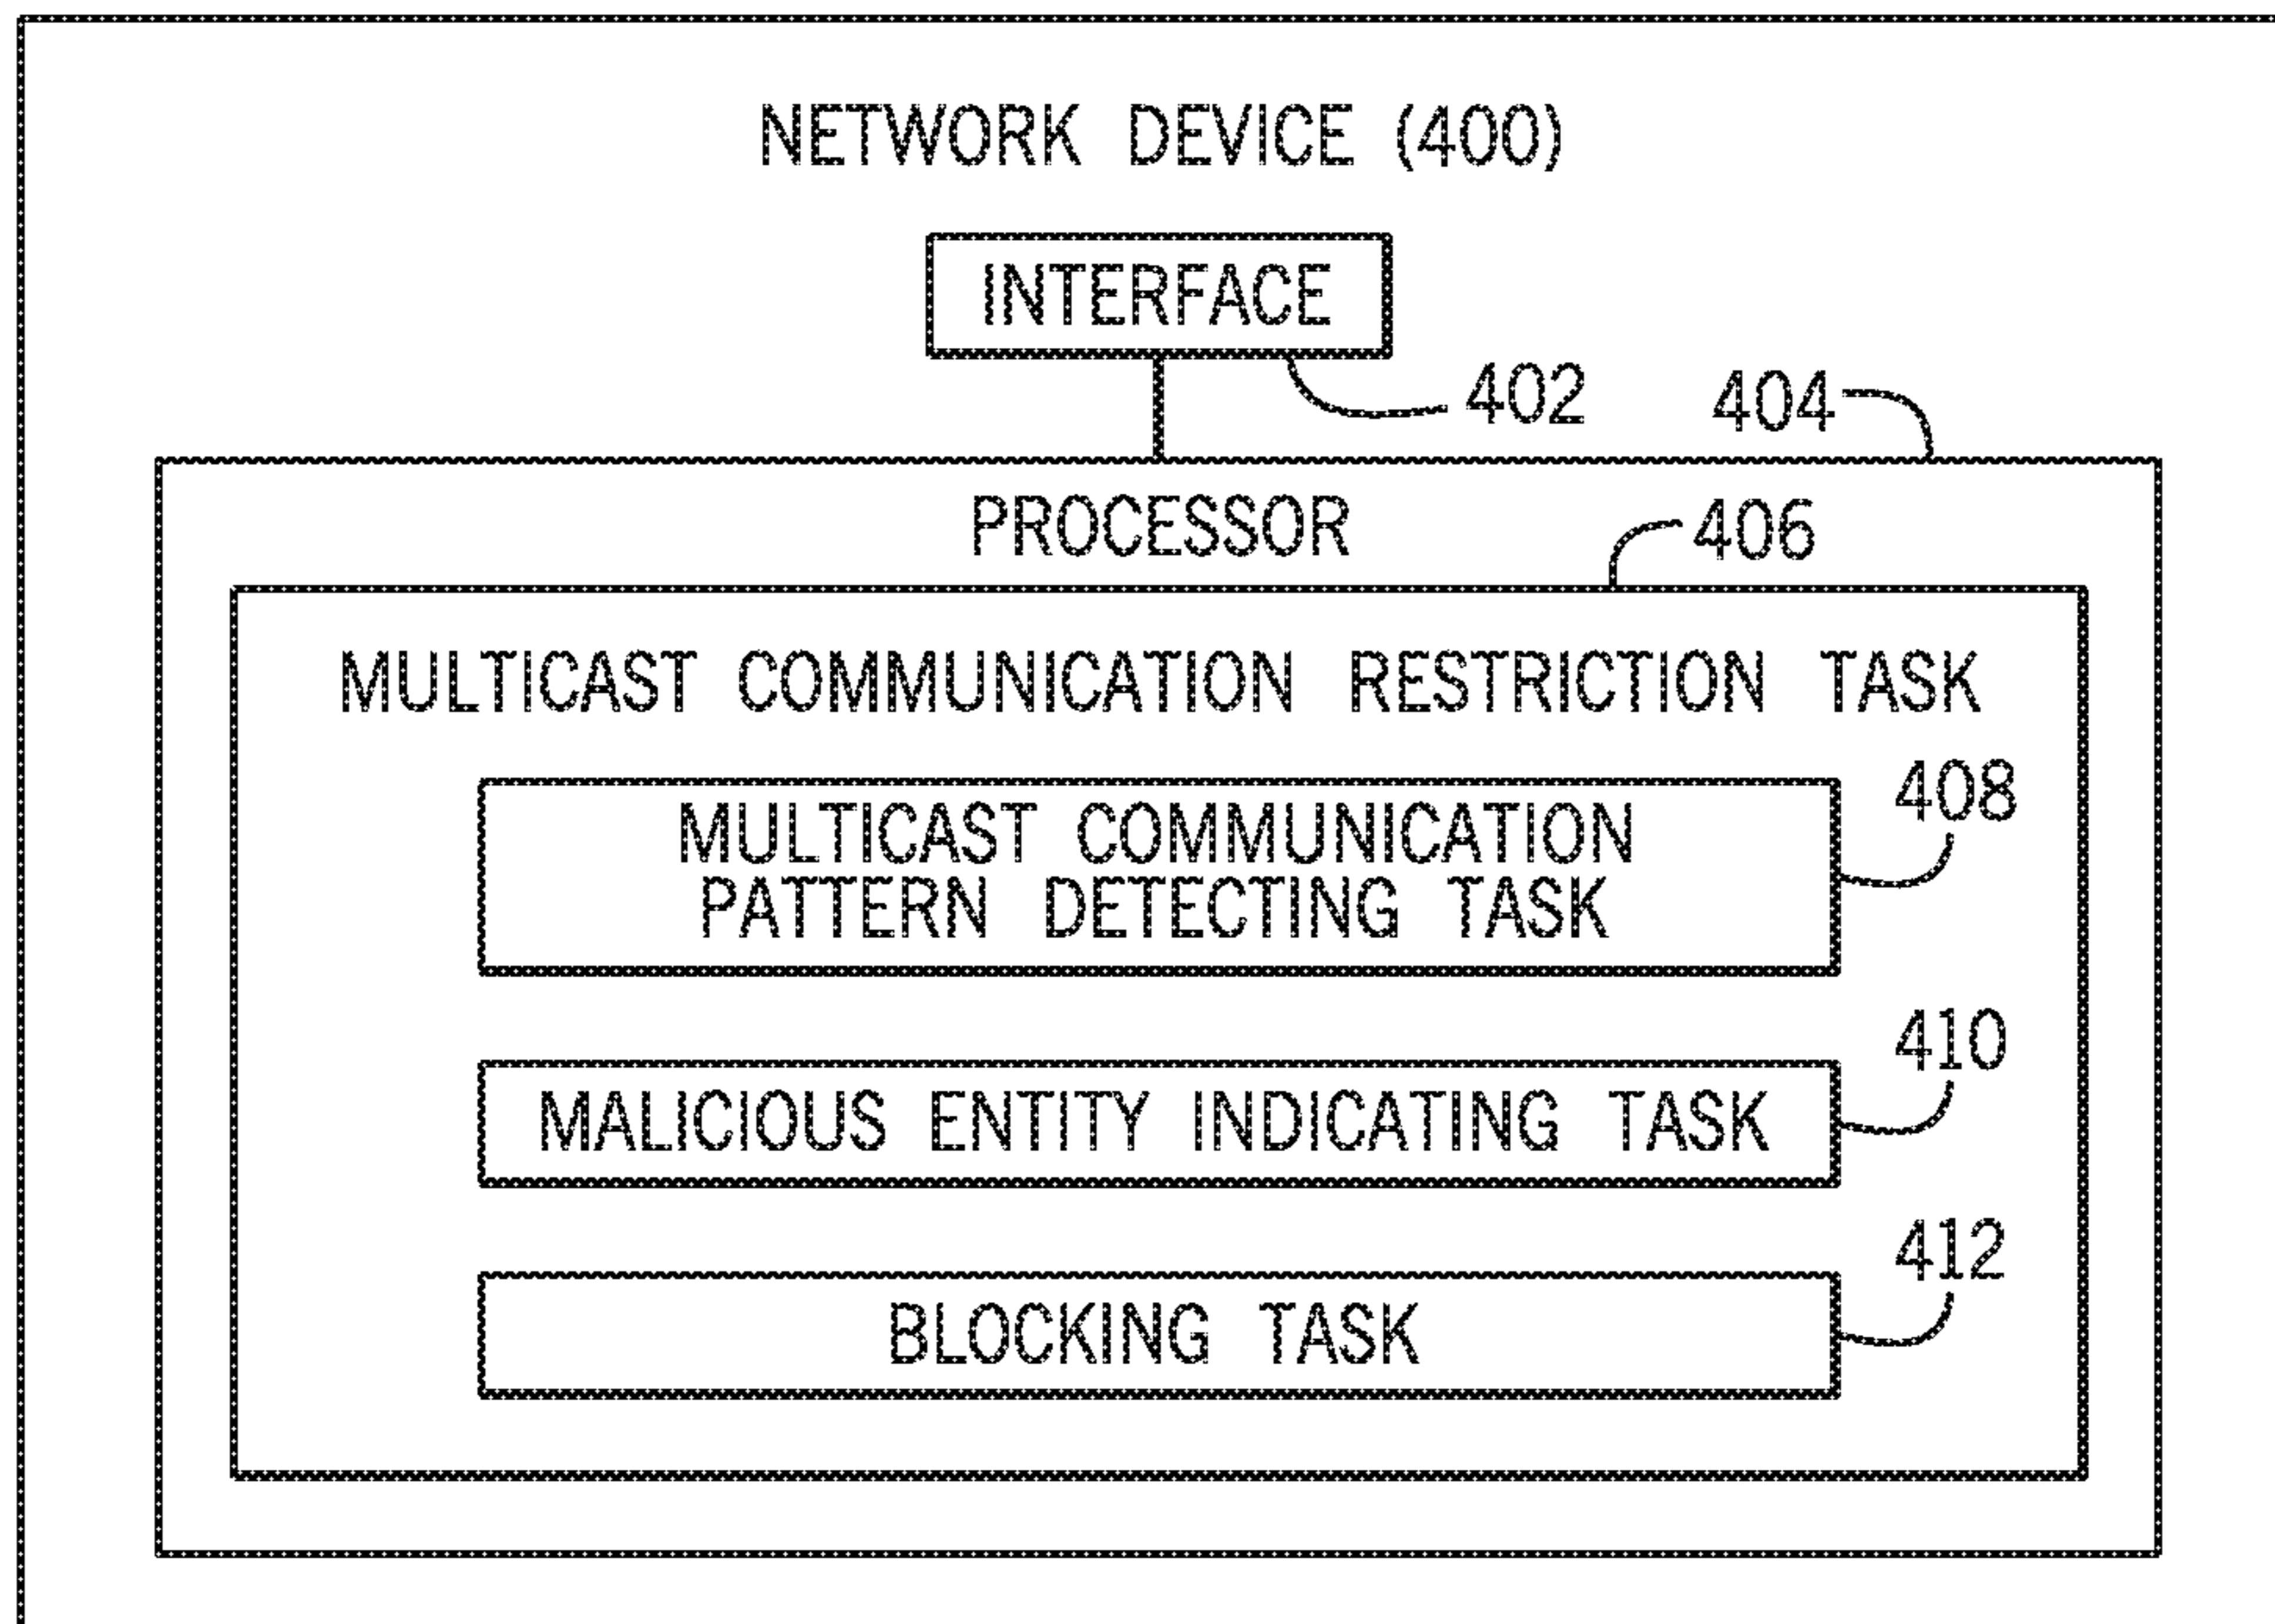 NETWORK DEVICE (400)
INTERFACE
402
404
PROCESSOR
406
MULTICAST COMMUNICATION RESTRICTION TASK
408
MULTICAST COMMUNICATION
PATTERN DETECTING TASK
410
MALICIOUS ENTITY INDICATING TASK
412
BLOCKING TASK